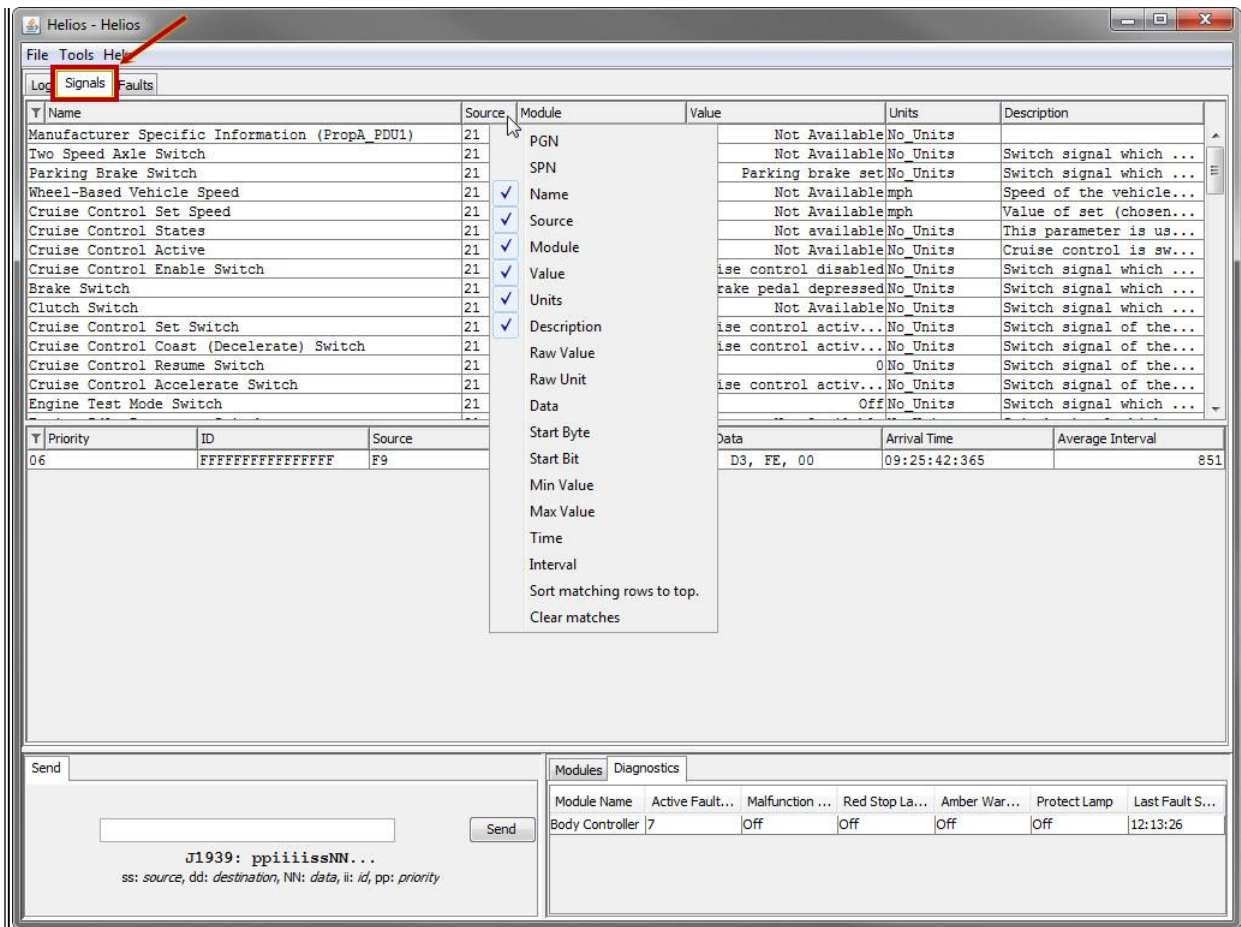 Helios - Helios
File Tools Help
Log Signals Faults
Name Source Module Value Units Description
Manufacturer Specific Information (PropA_PDU1) 21 Not Available No_Units
Two Speed Axle Switch 21 Not Available No_Units Switch signal which ...
Parking Brake Switch 21 Parking brake set No_Units Switch signal which ...
Wheel-Based Vehicle Speed 21 Not Available mph Speed of the vehicle...
Cruise Control Set Speed 21 Not Available mph Value of set (chosen...
Cruise Control States 21 Not available No_Units This parameter is us...
Cruise Control Active 21 Not Available No_Units Cruise control is sw...
Cruise Control Enable Switch 21 ise control disabled No_Units Switch signal which ...
Brake Switch 21 rake pedal depressed No_Units Switch signal which ...
Clutch Switch 21 Not Available No_Units Switch signal which ...
Cruise Control Set Switch 21 ise control activ... No_Units Switch signal of the...
Cruise Control Coast (Decelerate) Switch 21 ise control activ... No_Units Switch signal of the...
Cruise Control Resume Switch 21 0 No_Units Switch signal of the...
Cruise Control Accelerate Switch 21 ise control activ... No_Units Switch signal of the...
Engine Test Mode Switch 21 Off No_Units Switch signal which ...
PGN
SPN
Name
Source
Module
Value
Units
Description
Raw Value
Raw Unit
Data
Start Byte
Start Bit
Min Value
Max Value
Time
Interval
Sort matching rows to top.
Clear matches
Priority ID Source Data Arrival Time Average Interval
06 FFFFFFFFFFFFFFFF F9 D3, FE, 00 09:25:42:365 851
Send
Send
J1939: ppiiiissNN...
ss: source, dd: destination, NN: data, ii: id, pp: priority
Modules Diagnostics
Module Name Active Fault... Malfunction ... Red Stop La... Amber War... Protect Lamp Last Fault S...
Body Controller 7 Off Off Off Off 12:13:26